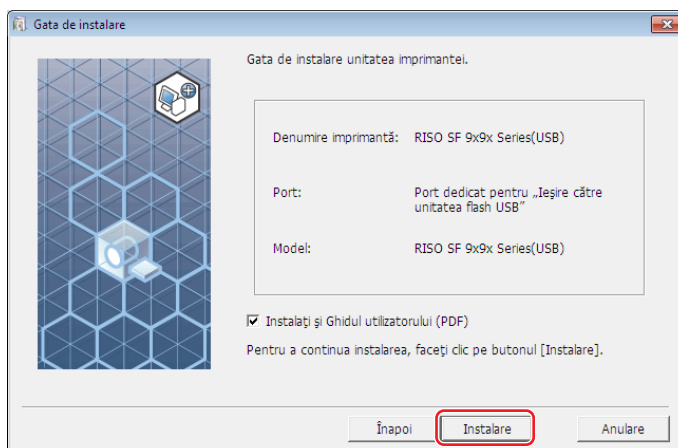 Gata de instalare
Gata de instalare unitatea imprimantei.
Denumire imprimantă: RISO SF 9x9x Series(USB)
Port: Port dedicat pentru „Ieşire către
unitatea flash USB”
Model: RISO SF 9x9x Series(USB)
Instalaţi şi Ghidul utilizatorului (PDF)
Pentru a continua instalarea, faceţi clic pe butonul [Instalare].
Înapoi Instalare Anulare